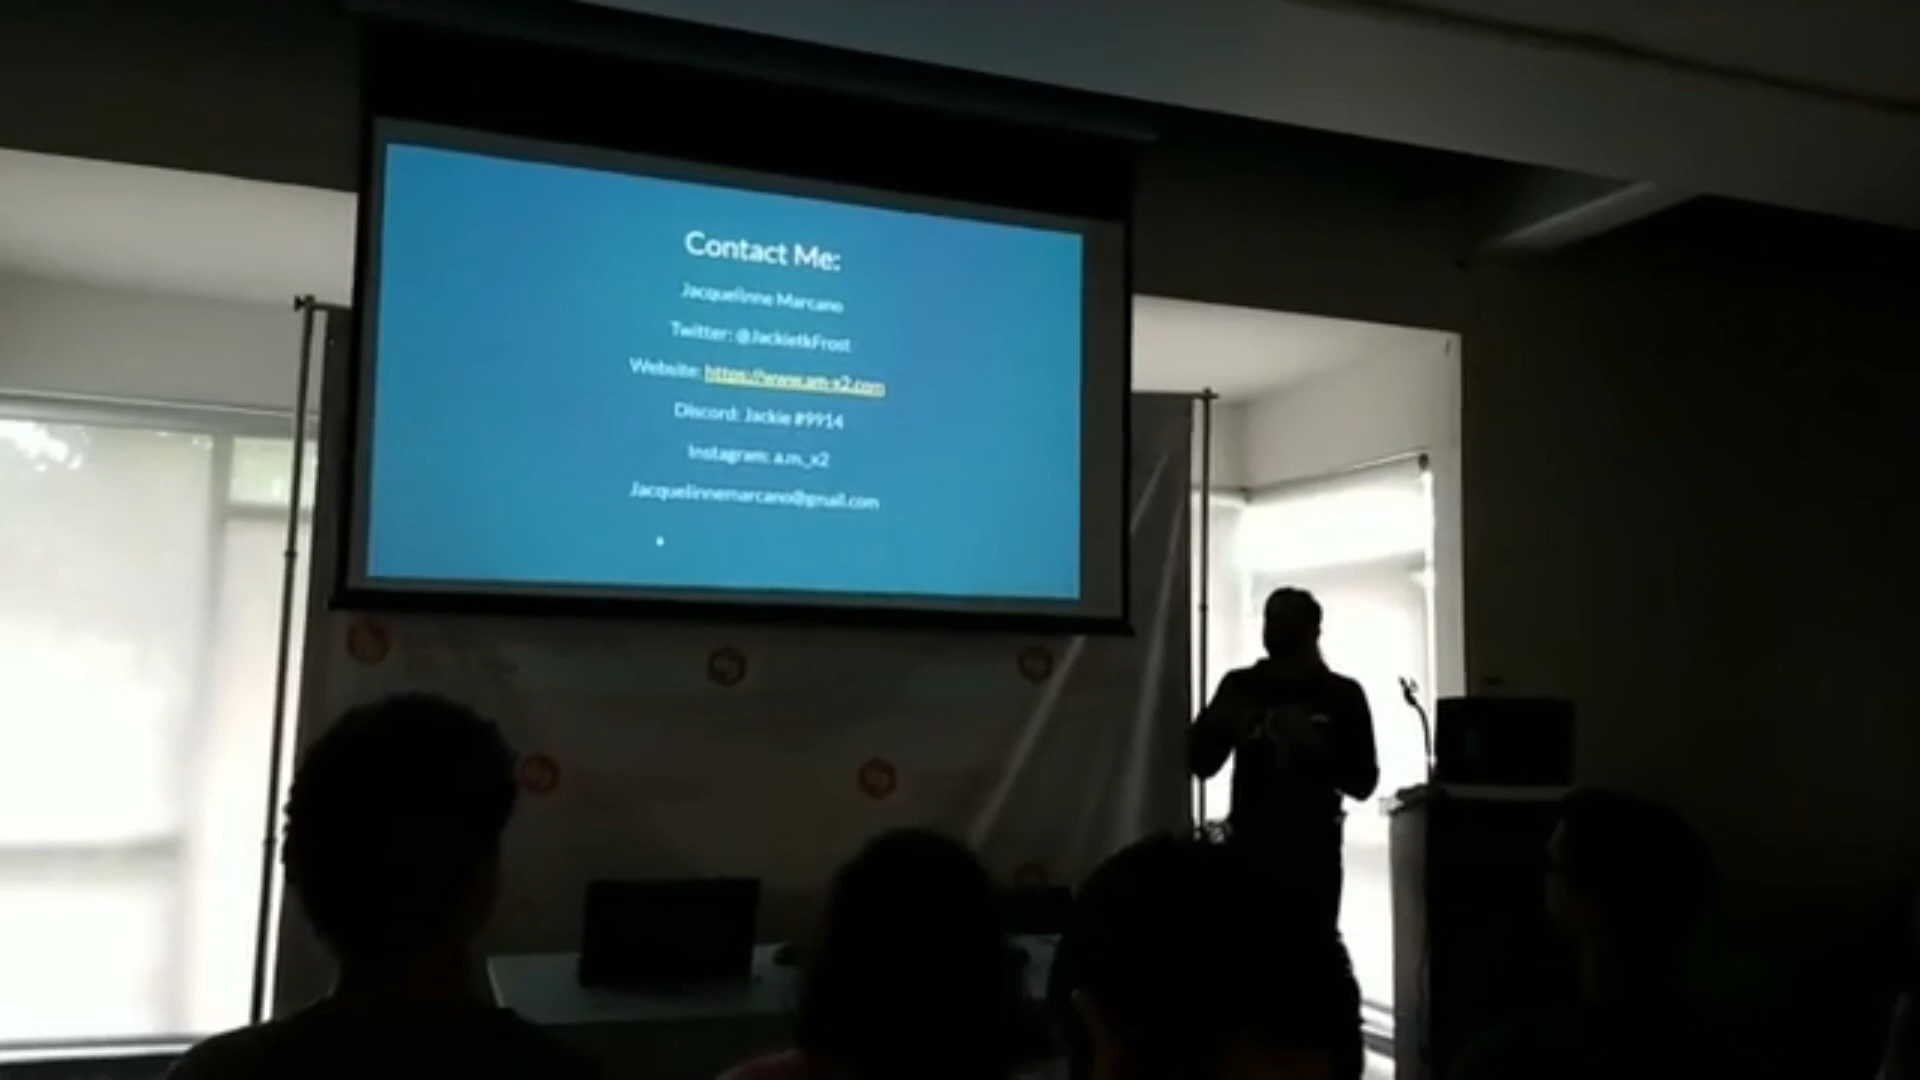 Contact Me:
Jacquelinne Marcano
Twitter: @JackietkFrost
Website: https://www.am-x2.com
Discord: Jackie #9914
Instagram: a.m._x2
Jacquelinnemarcano@gmail.com